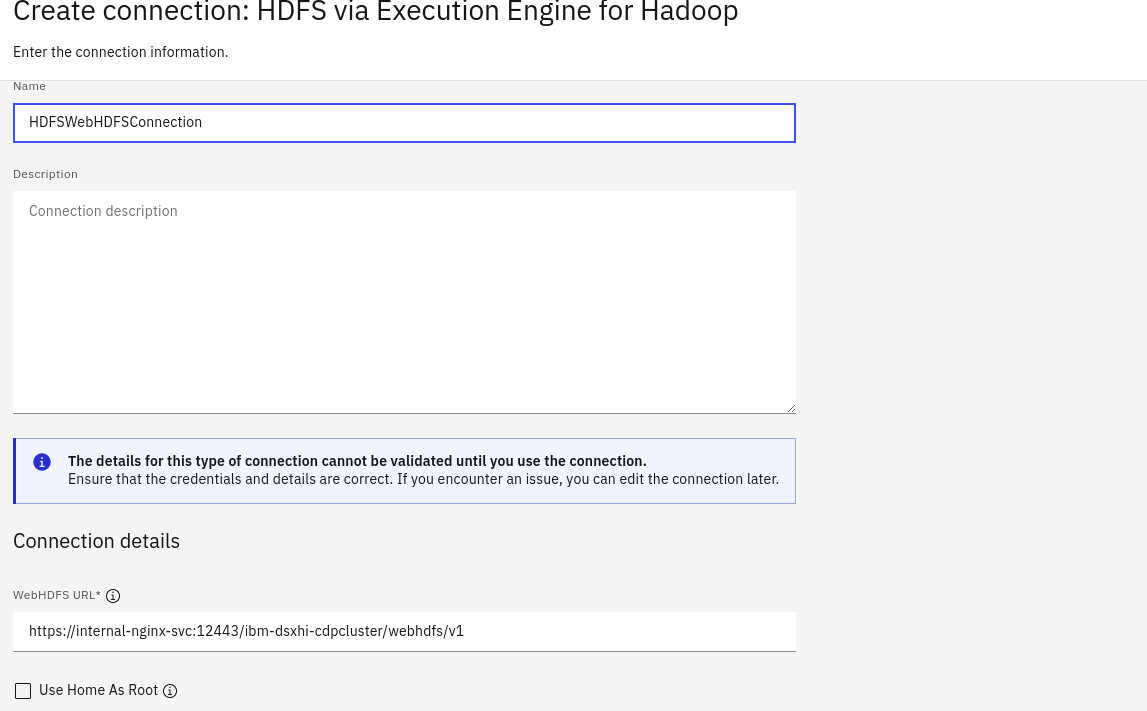 Create connection: HDFS via Execution Engine for Hadoop
Enter the connection information.
Name
HDFSWebHDFSConnection
Description
Connection description
The details for this type of connection cannot be validated until you use the connection.
Ensure that the credentials and details are correct. If you encounter an issue, you can edit the connection later.
Connection details
WebHDFS URL*
https://internal-nginx-svc:12443/ibm-dsxhi-cdpcluster/webhdfs/v1
Use Home As Root